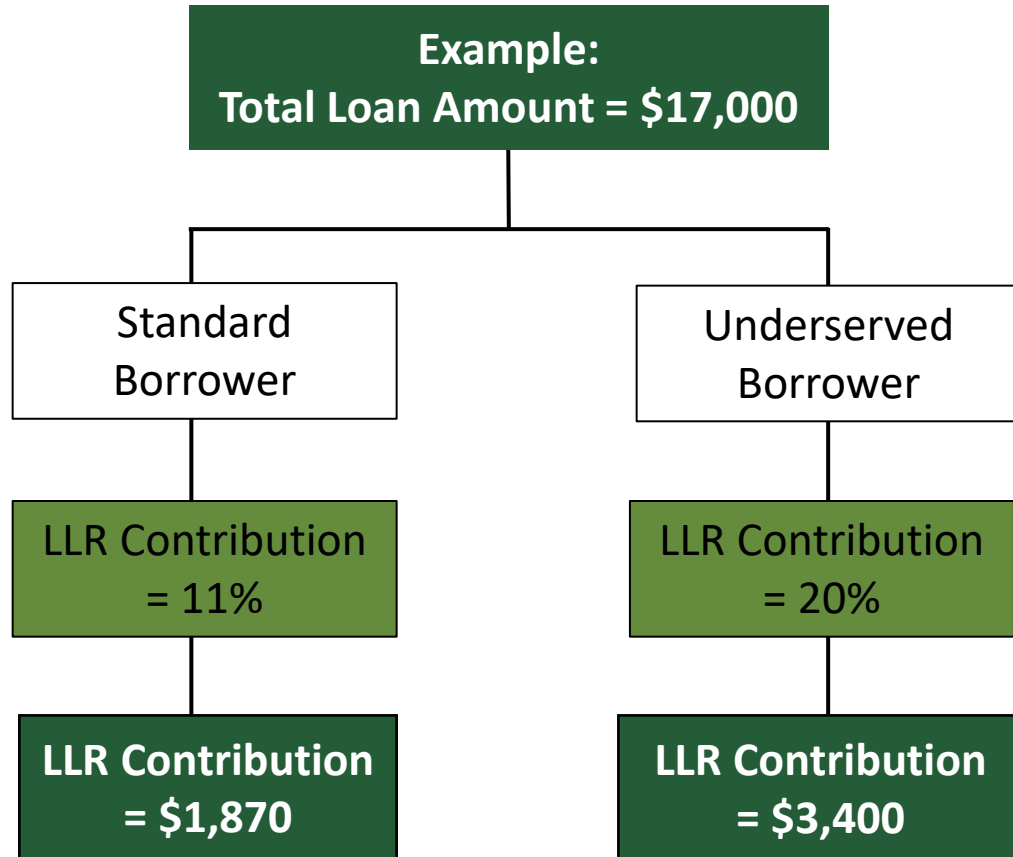 Example:
Total Loan Amount = $17,000
Standard
Borrower
LLR Contribution
= 11%
LLR Contribution
= $1,870
Underserved
Borrower
LLR Contribution
= 20%
LLR Contribution
= $3,400